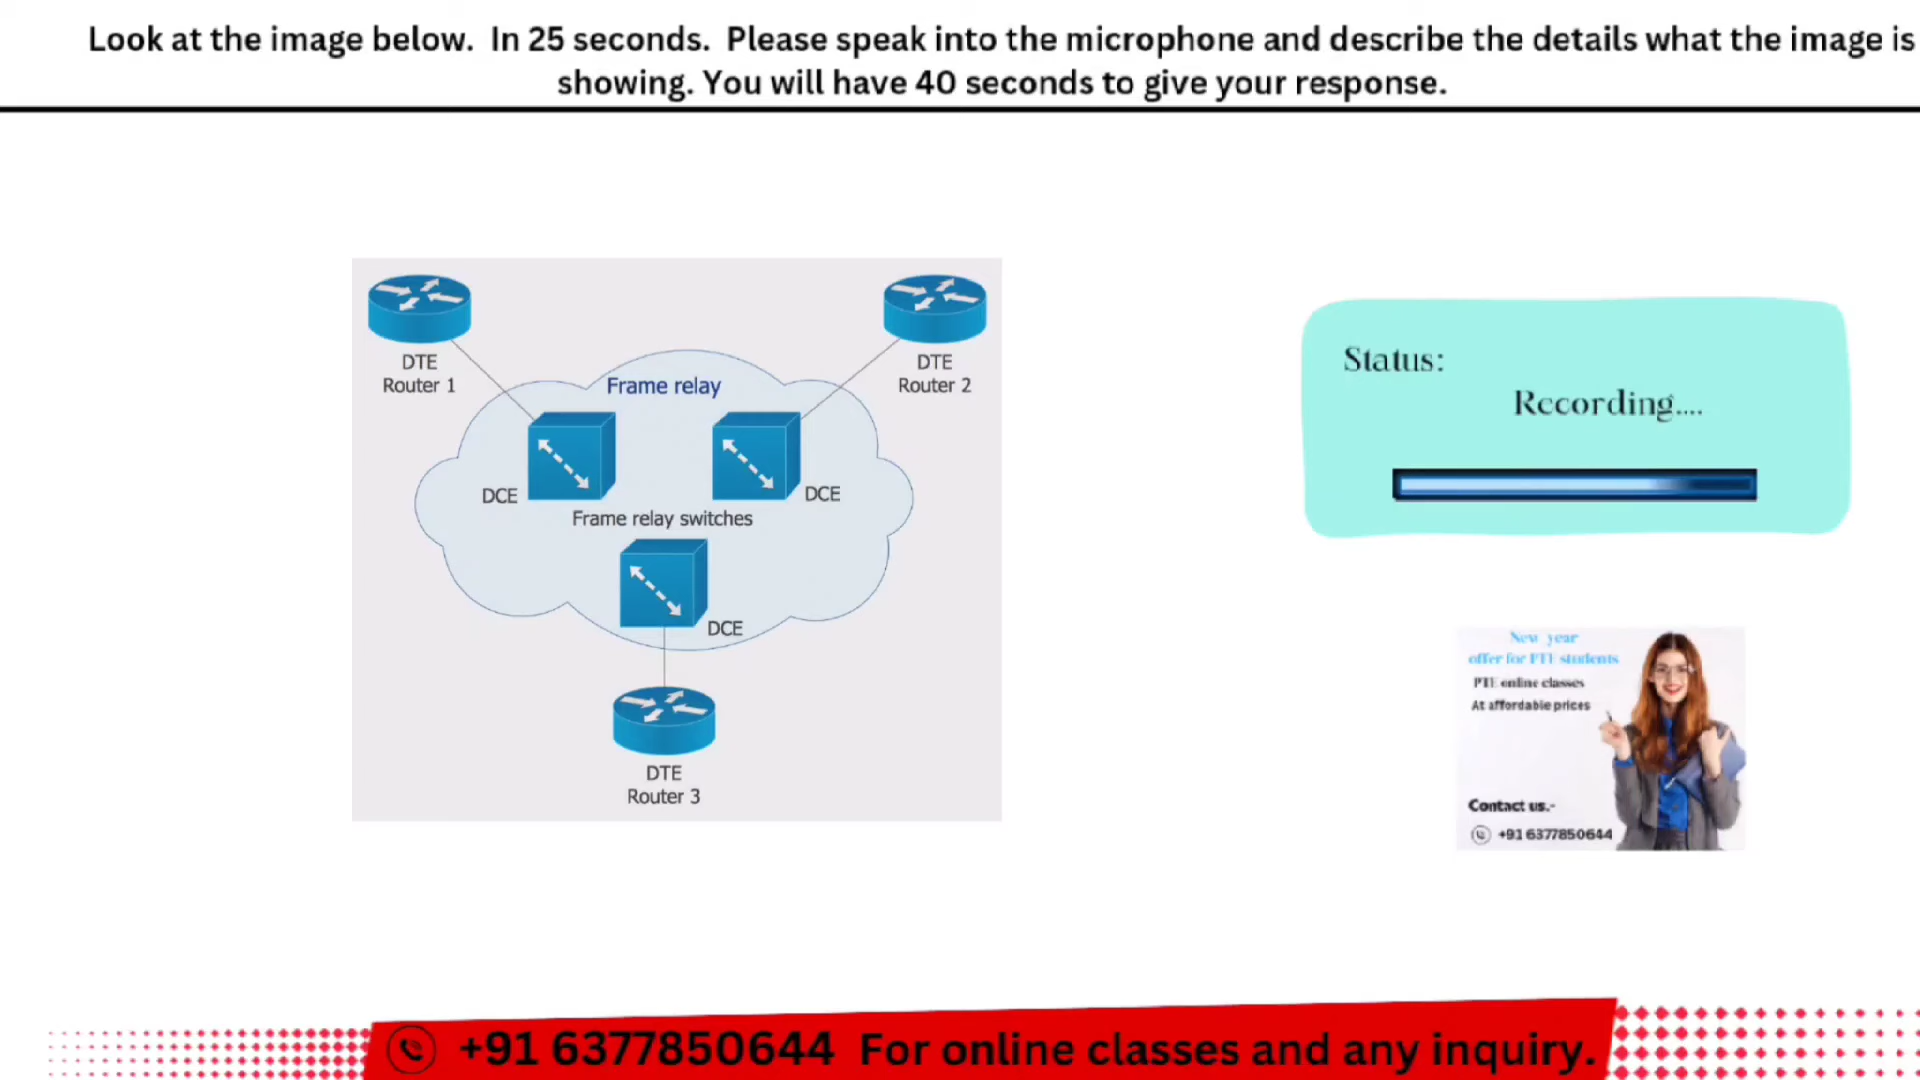 Look at the image below. In 25 seconds. Please speak into the microphone and describe the details what the image is
showing. You will have 40 seconds to give your response.
DTE
Router 1
DTE
Router 2
Frame relay
DCE
DCE
Frame relay switches
DCE
DTE
Router 3
Status:
Recording....
New year
offer for PTE students
PTE online classes
At affordable prices
Contact us.-
+91 6377850644
+91 6377850644 For online classes and any inquiry.